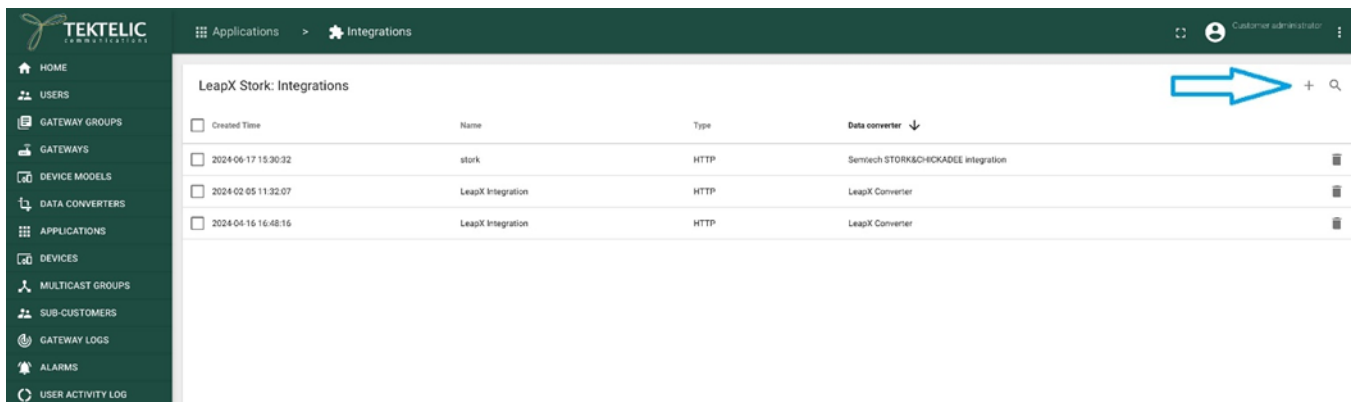 TEKTELIC
communications
Applications > Integrations
Customer administrator
HOME
USERS
GATEWAY GROUPS
GATEWAYS
DEVICE MODELS
DATA CONVERTERS
APPLICATIONS
DEVICES
MULTICAST GROUPS
SUB-CUSTOMERS
GATEWAY LOGS
ALARMS
USER ACTIVITY LOG
LeapX Stork: Integrations
Created Time Name Type Data converter
2024-06-17 15:30:32 stork HTTP Semtech STORK&CHICKADEE integration
2024-02-05 11:32:07 LeapX Integration HTTP LeapX Converter
2024-04-16 16:48:16 LeapX Integration HTTP LeapX Converter